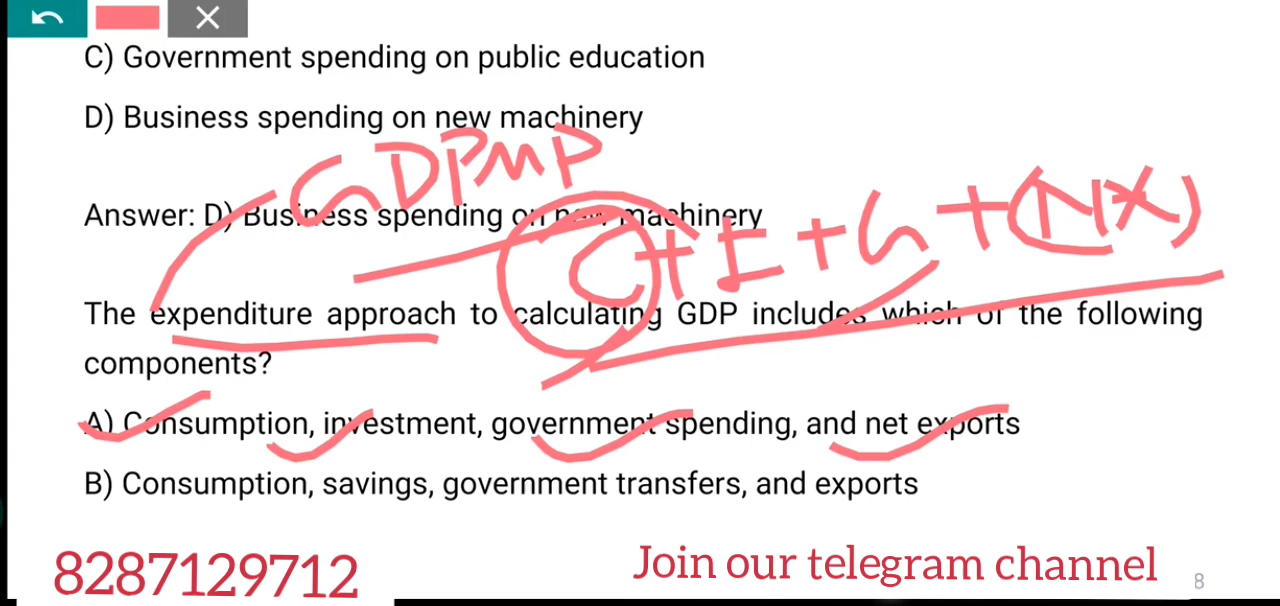 C) Government spending on public education
D) Business spending on new machinery
GDPMP
Answer: D) Business spending on new machinery
C+I+G+(NX)
The expenditure approach to calculating GDP includes which of the following
components?
A) Consumption, investment, government spending, and net exports
B) Consumption, savings, government transfers, and exports
8287129712
Join our telegram channel
8